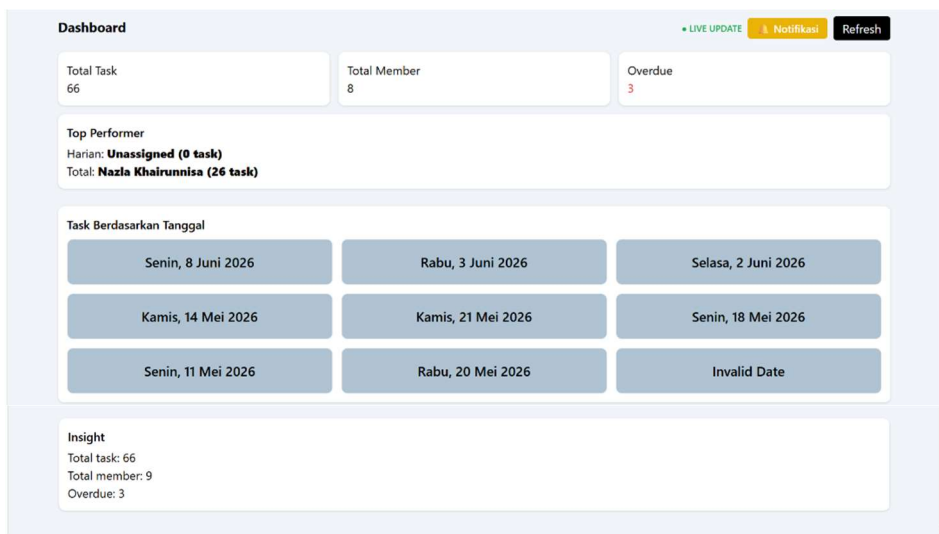 Dashboard
• LIVE UPDATE
Notifikasi
Refresh
Total Task
66
Total Member
8
Overdue
3
Top Performer
Harian: Unassigned (0 task)
Total: Nazla Khairunnisa (26 task)
Task Berdasarkan Tanggal
Senin, 8 Juni 2026
Rabu, 3 Juni 2026
Selasa, 2 Juni 2026
Kamis, 14 Mei 2026
Kamis, 21 Mei 2026
Senin, 18 Mei 2026
Senin, 11 Mei 2026
Rabu, 20 Mei 2026
Invalid Date
Insight
Total task: 66
Total member: 9
Overdue: 3